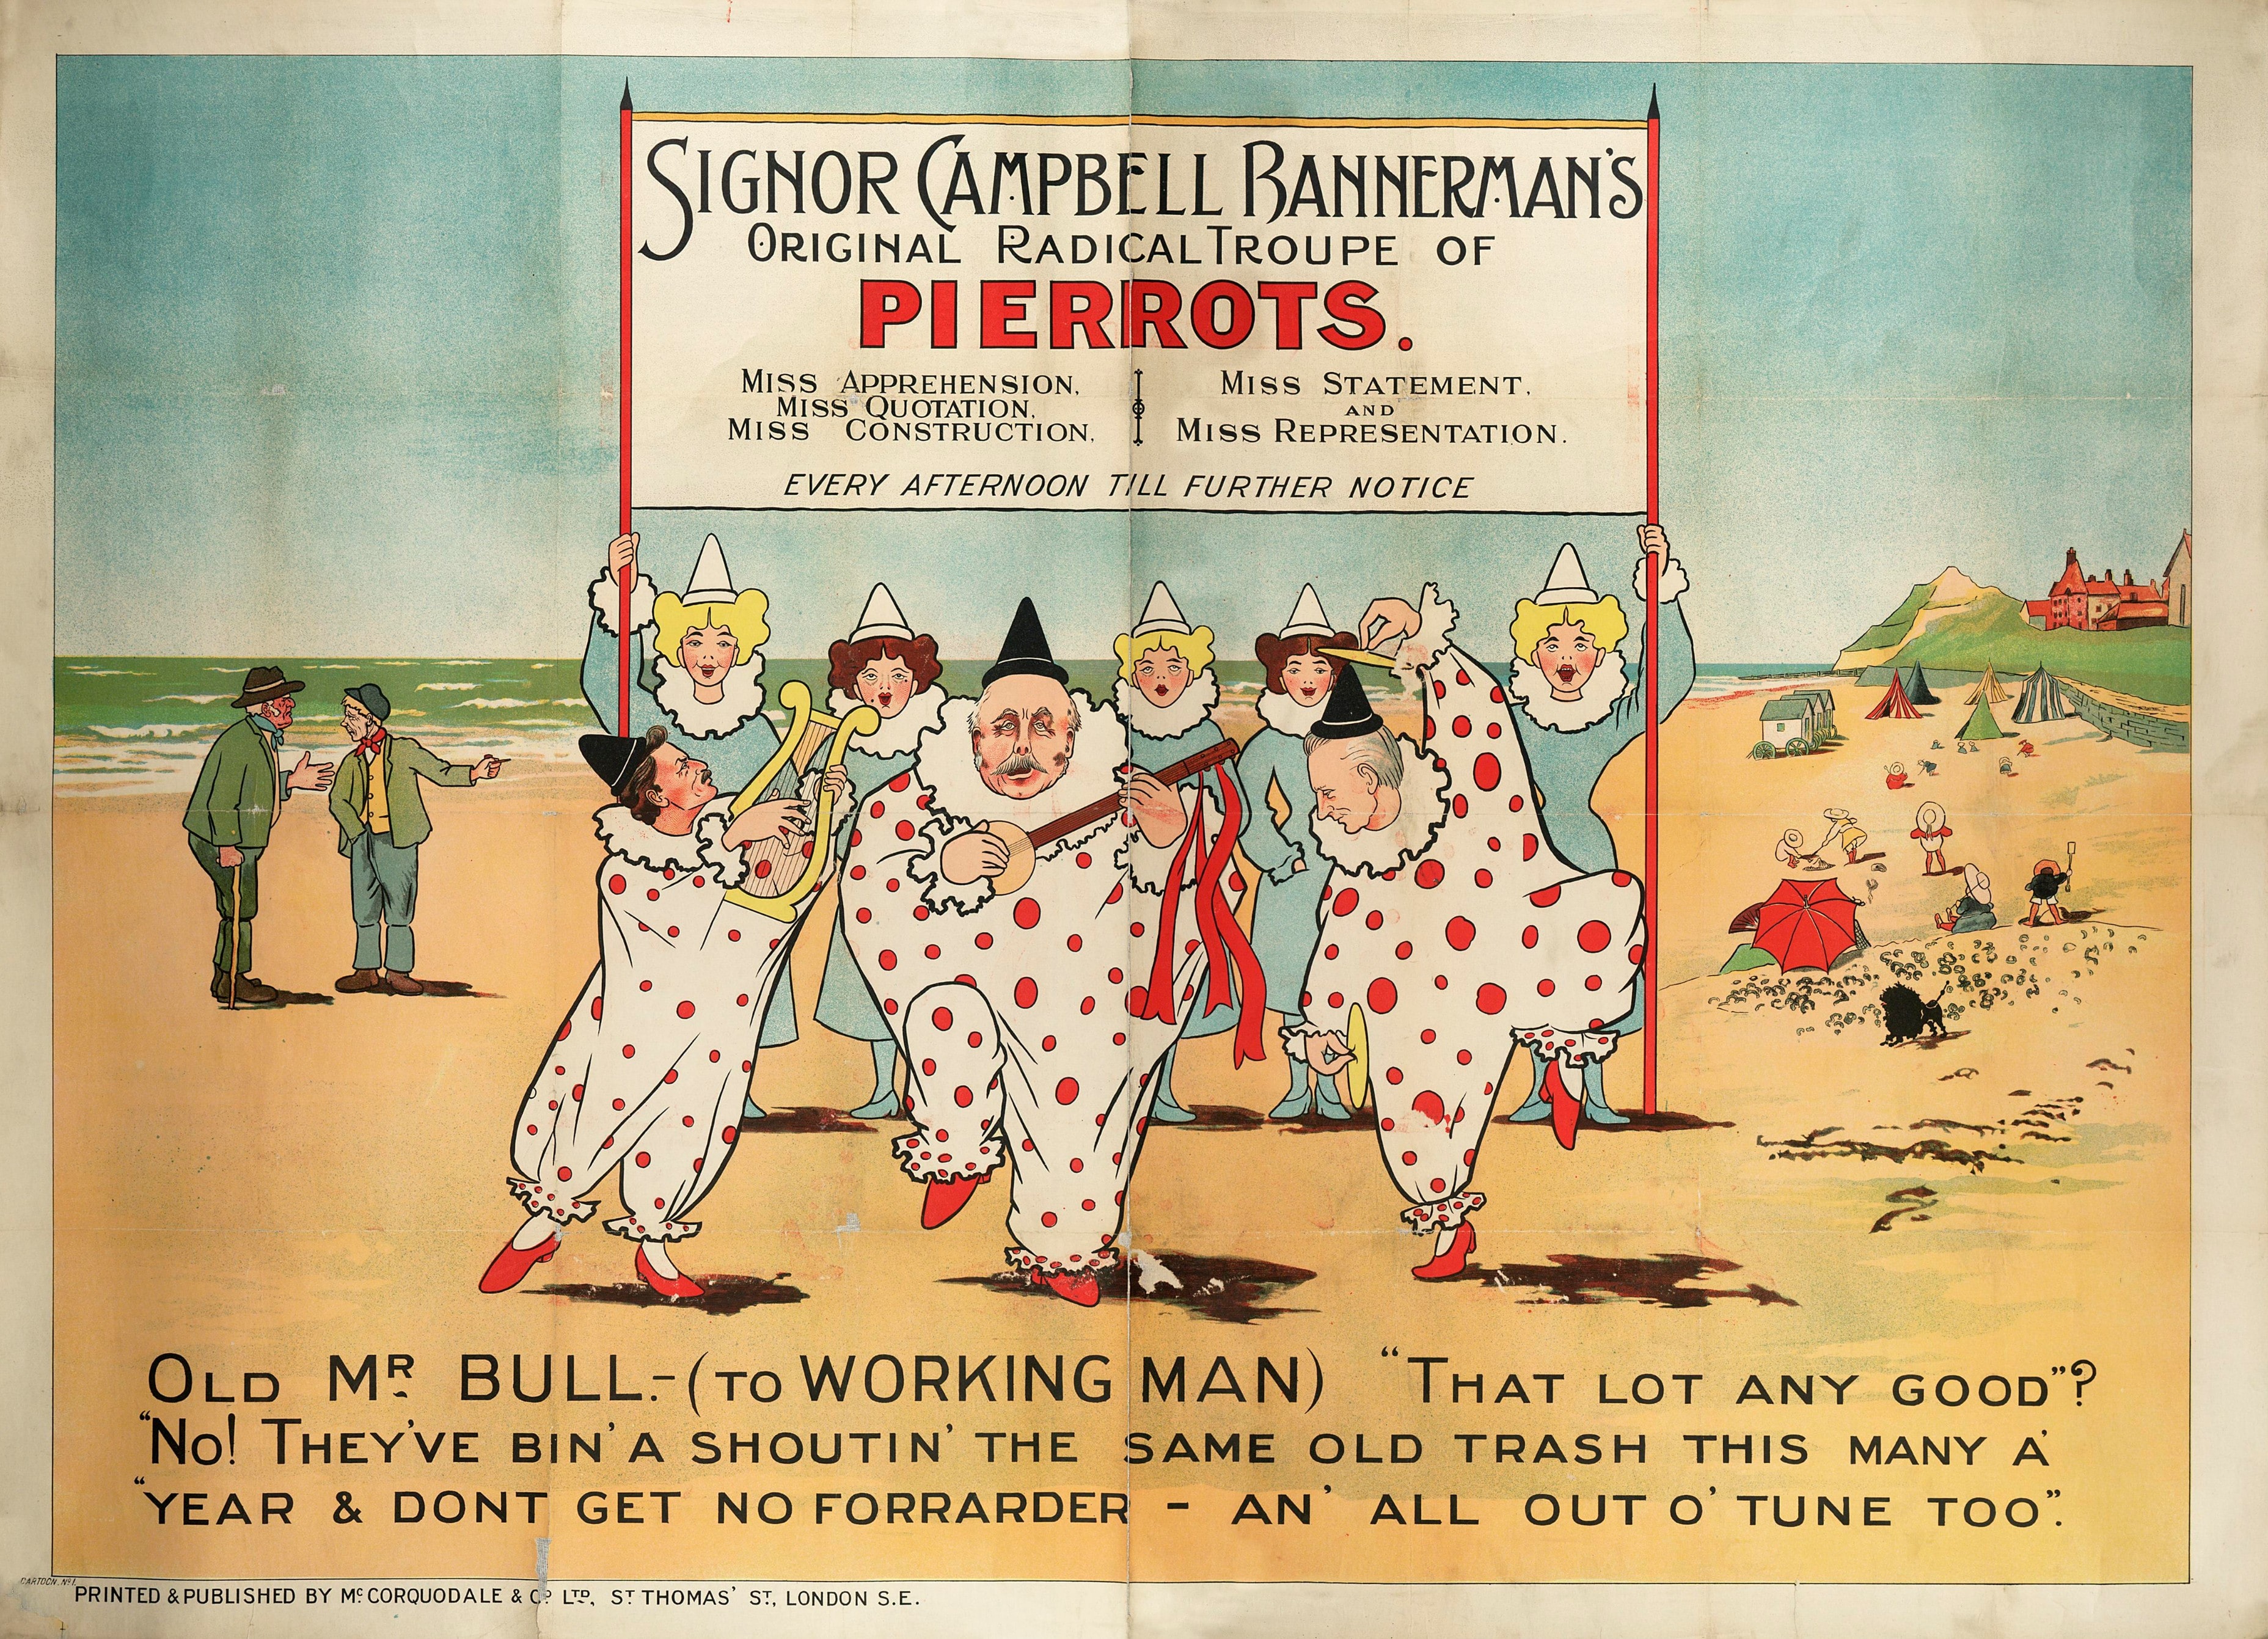 SIGNOR CAMPBELL BANNERMAN'S
ORIGINAL RADICAL TROUPE OF
PIERROTS.
MISS APPREHENSION,
MISS QUOTATION,
MISS CONSTRUCTION,
MISS STATEMENT,
AND
MISS REPRESENTATION.
EVERY AFTERNOON TILL FURTHER NOTICE
OLD MR. BULL.-(TO WORKING MAN) "THAT LOT ANY GOOD"?
"NO! THEY'VE BIN' A SHOUTIN' THE SAME OLD TRASH THIS MANY A'
"YEAR & DONT GET NO FORRARDER - AN' ALL OUT O' TUNE TOO".
CARTOON. No 1.
PRINTED & PUBLISHED BY Mc CORQUODALE & Co LTD, ST THOMAS' ST, LONDON S.E.